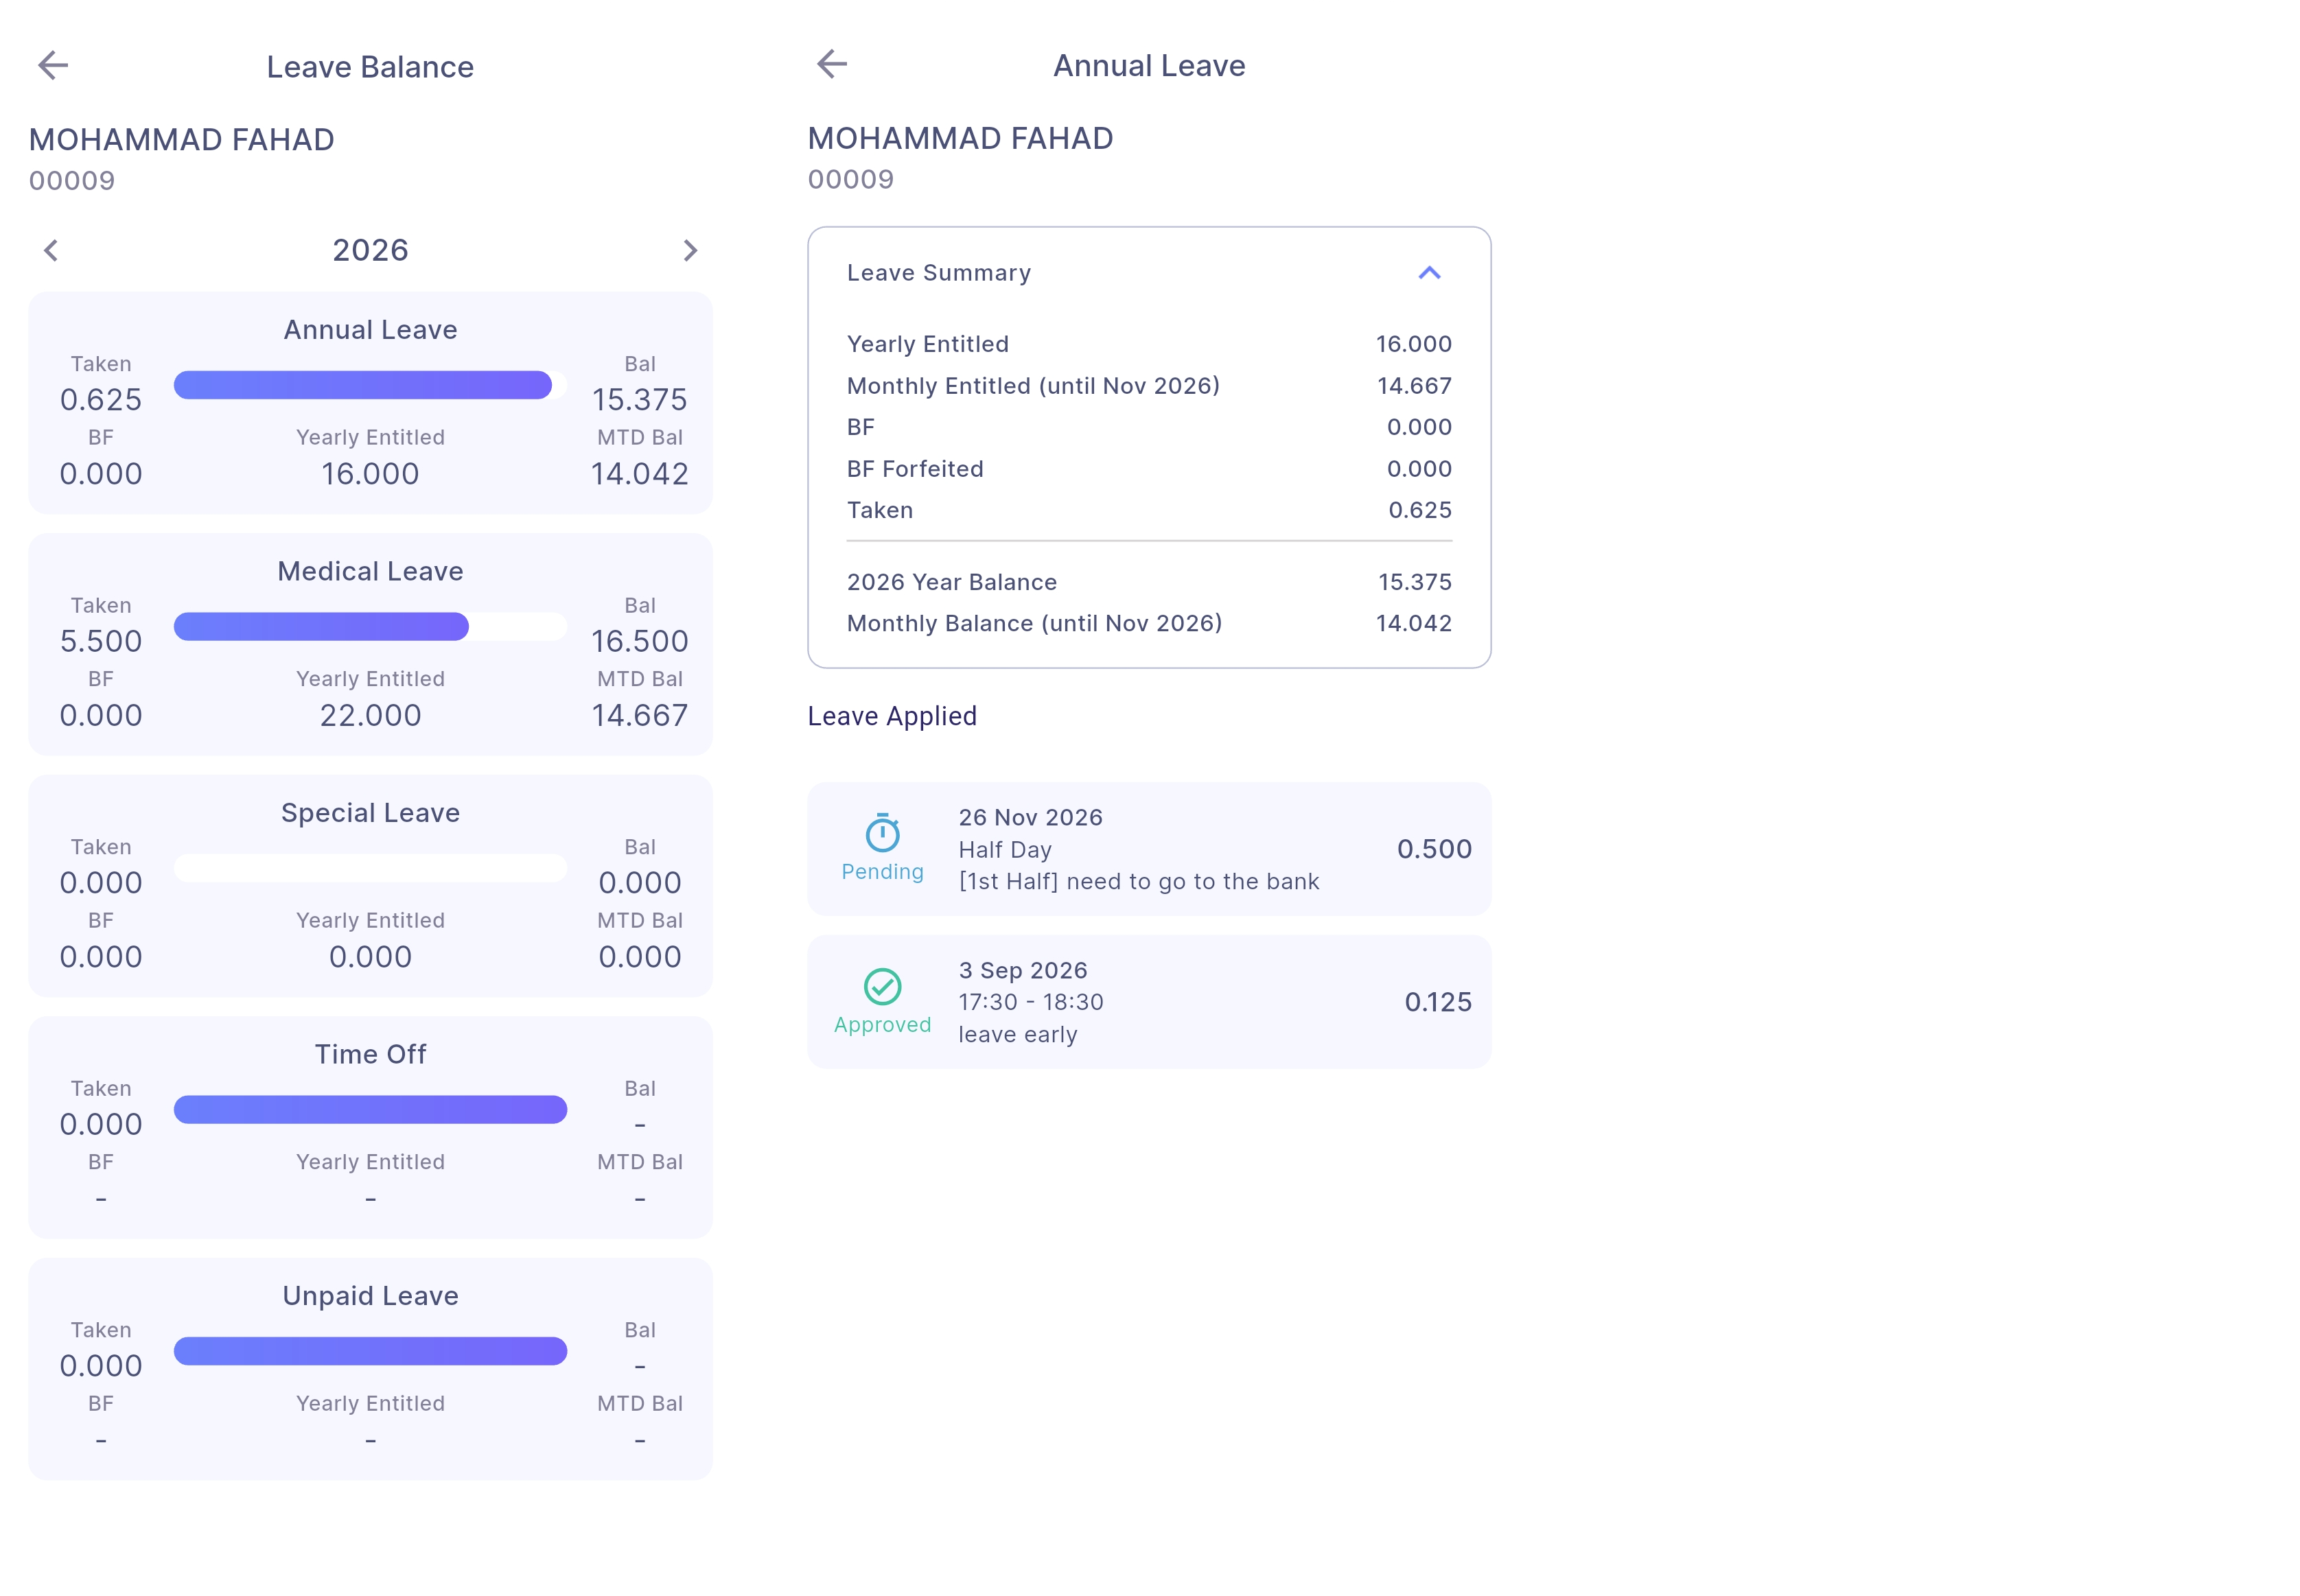 Leave Balance
MOHAMMAD FAHAD
00009
2026
Annual Leave
Taken Bal
0.625 15.375
BF Yearly Entitled MTD Bal
0.000 16.000 14.042
Medical Leave
Taken Bal
5.500 16.500
BF Yearly Entitled MTD Bal
0.000 22.000 14.667
Special Leave
Taken Bal
0.000 0.000
BF Yearly Entitled MTD Bal
0.000 0.000 0.000
Time Off
Taken Bal
0.000 -
BF Yearly Entitled MTD Bal
- - -
Unpaid Leave
Taken Bal
0.000 -
BF Yearly Entitled MTD Bal
- - -
Annual Leave
MOHAMMAD FAHAD
00009
Leave Summary
Yearly Entitled 16.000
Monthly Entitled (until Nov 2026) 14.667
BF 0.000
BF Forfeited 0.000
Taken 0.625
2026 Year Balance 15.375
Monthly Balance (until Nov 2026) 14.042
Leave Applied
26 Nov 2026
Half Day 0.500
Pending
[1st Half] need to go to the bank
3 Sep 2026
17:30 - 18:30 0.125
Approved
leave early